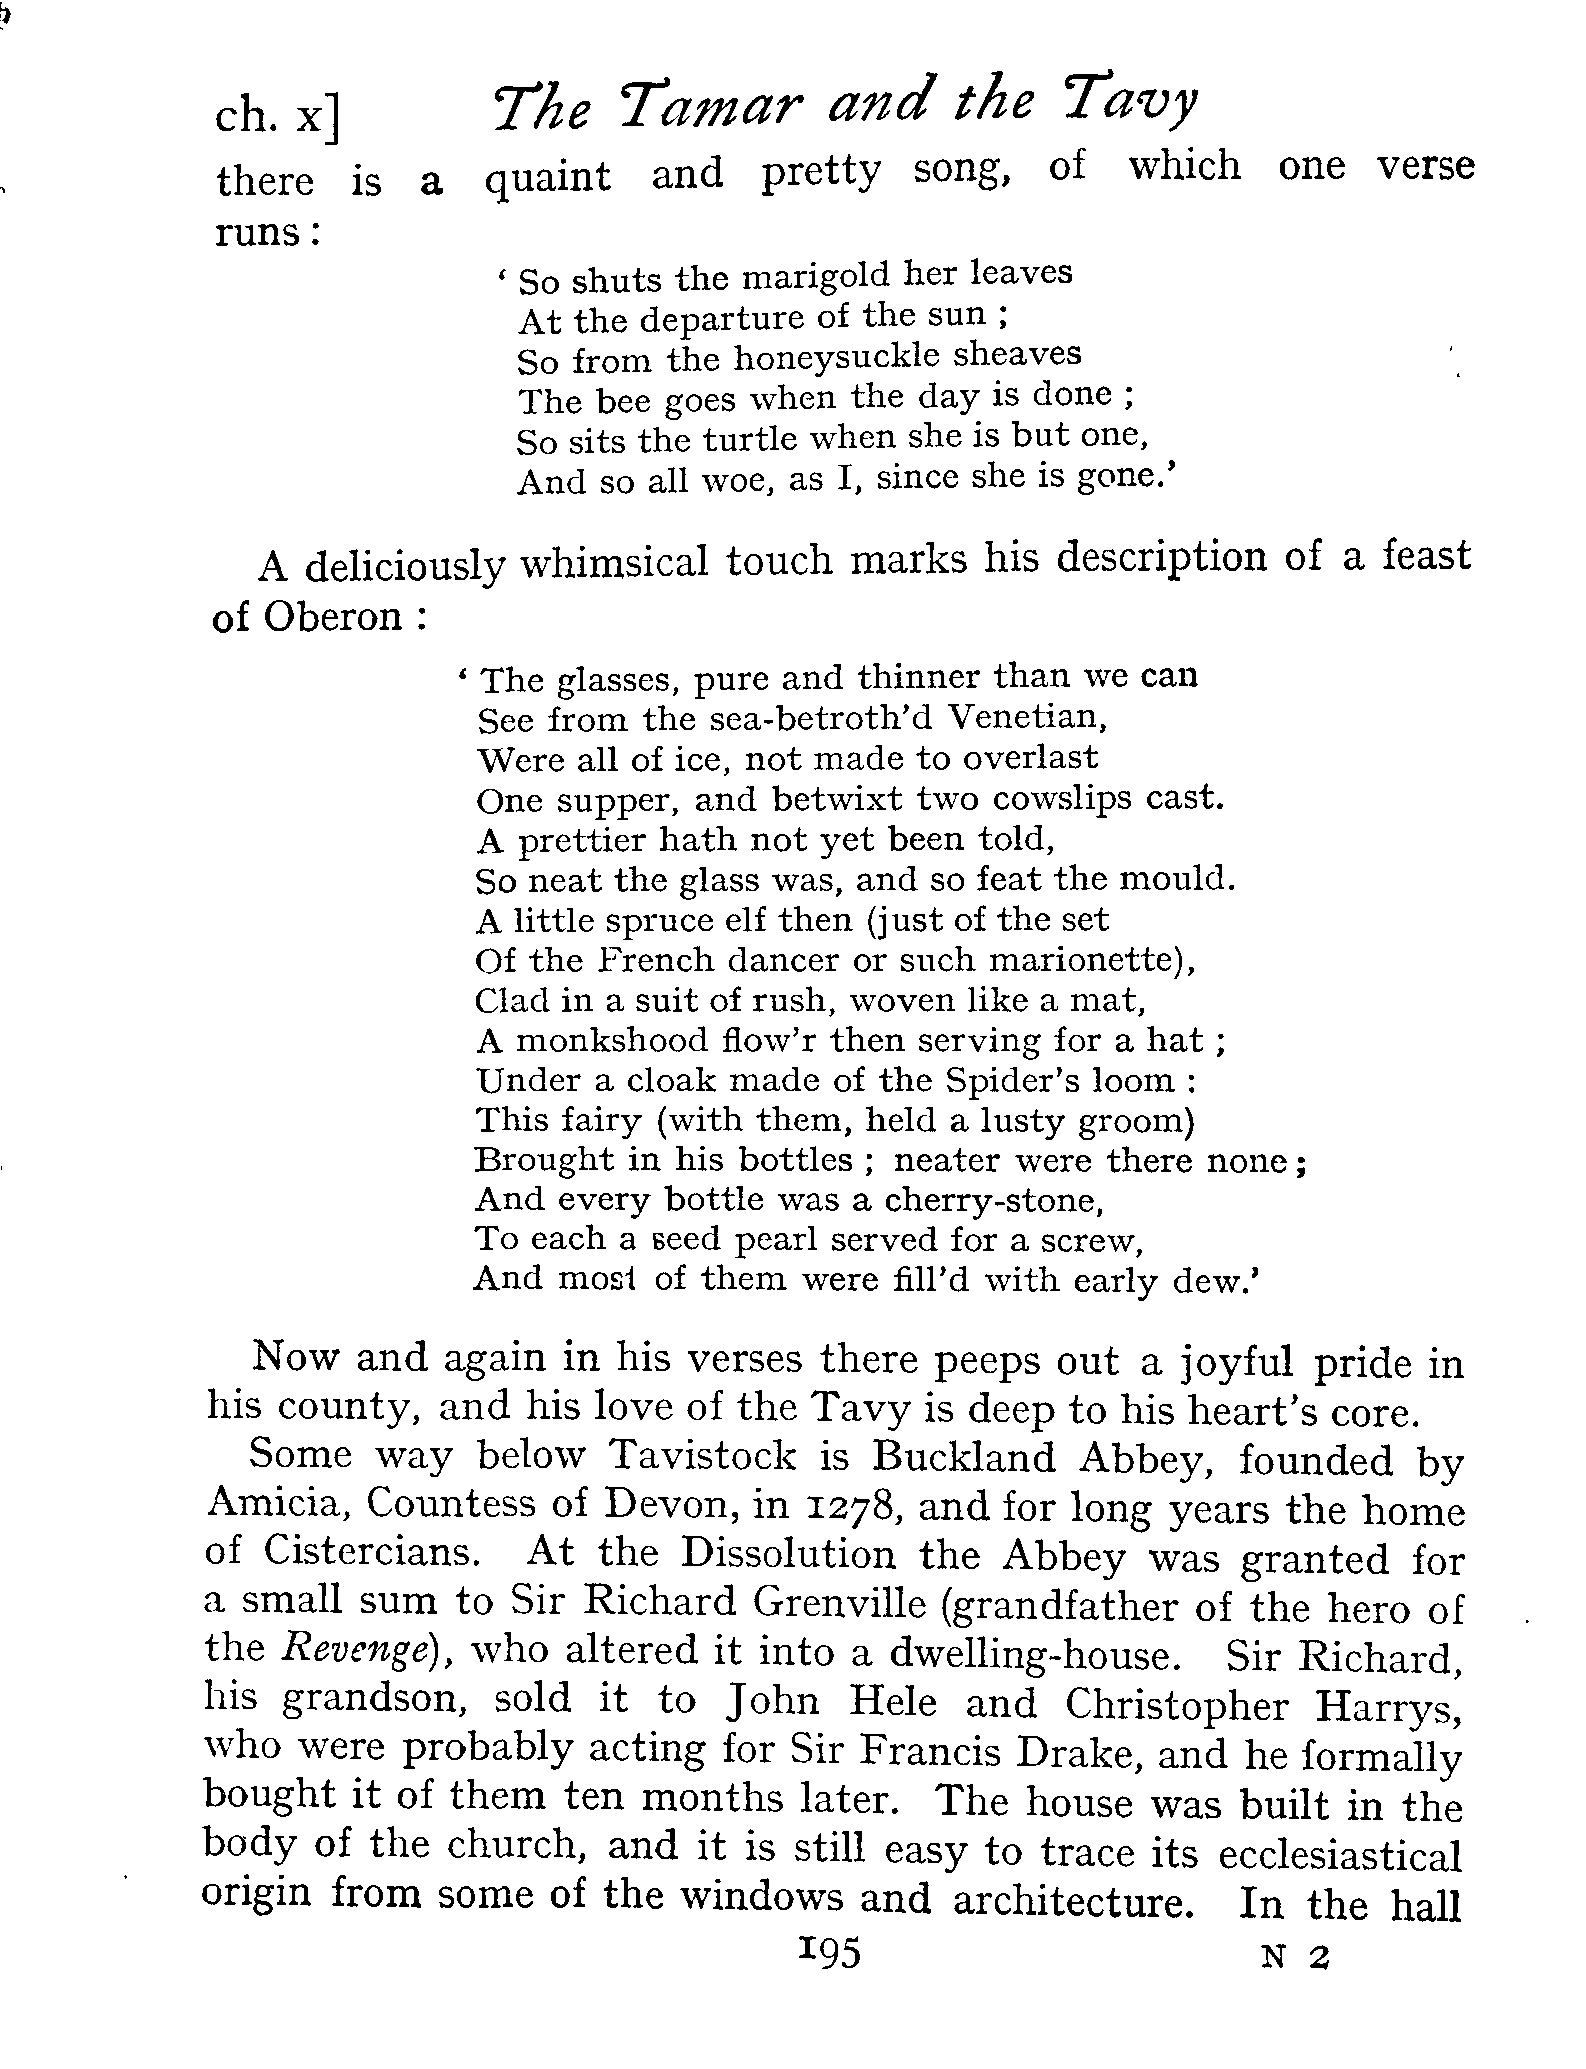 ch. x] The Tamar and the Tavy
there is a quaint and pretty song, of which one verse
runs :
‘ So shuts the marigold her leaves
At the departure of the sun ;
So from the honeysuckle sheaves
The bee goes when the day is done ;
So sits the turtle when she is but one,
And so all woe, as I, since she is gone.’
A deliciously whimsical touch marks his description of a feast
of Oberon :
‘ The glasses, pure and thinner than we can
See from the sea-betroth’d Venetian,
Were all of ice, not made to overlast
One supper, and betwixt two cowslips cast.
A prettier hath not yet been told,
So neat the glass was, and so feat the mould.
A little spruce elf then (just of the set
Of the French dancer or such marionette),
Clad in a suit of rush, woven like a mat,
A monkshood flow’r then serving for a hat ;
Under a cloak made of the Spider’s loom :
This fairy (with them, held a lusty groom)
Brought in his bottles ; neater were there none ;
And every bottle was a cherry-stone,
To each a seed pearl served for a screw,
And most of them were fill’d with early dew.’
Now and again in his verses there peeps out a joyful pride in
his county, and his love of the Tavy is deep to his heart’s core.
Some way below Tavistock is Buckland Abbey, founded by
Amicia, Countess of Devon, in 1278, and for long years the home
of Cistercians. At the Dissolution the Abbey was granted for
a small sum to Sir Richard Grenville (grandfather of the hero of
the Revenge), who altered it into a dwelling-house. Sir Richard,
his grandson, sold it to John Hele and Christopher Harrys,
who were probably acting for Sir Francis Drake, and he formally
bought it of them ten months later. The house was built in the
body of the church, and it is still easy to trace its ecclesiastical
origin from some of the windows and architecture. In the hall
195 N 2